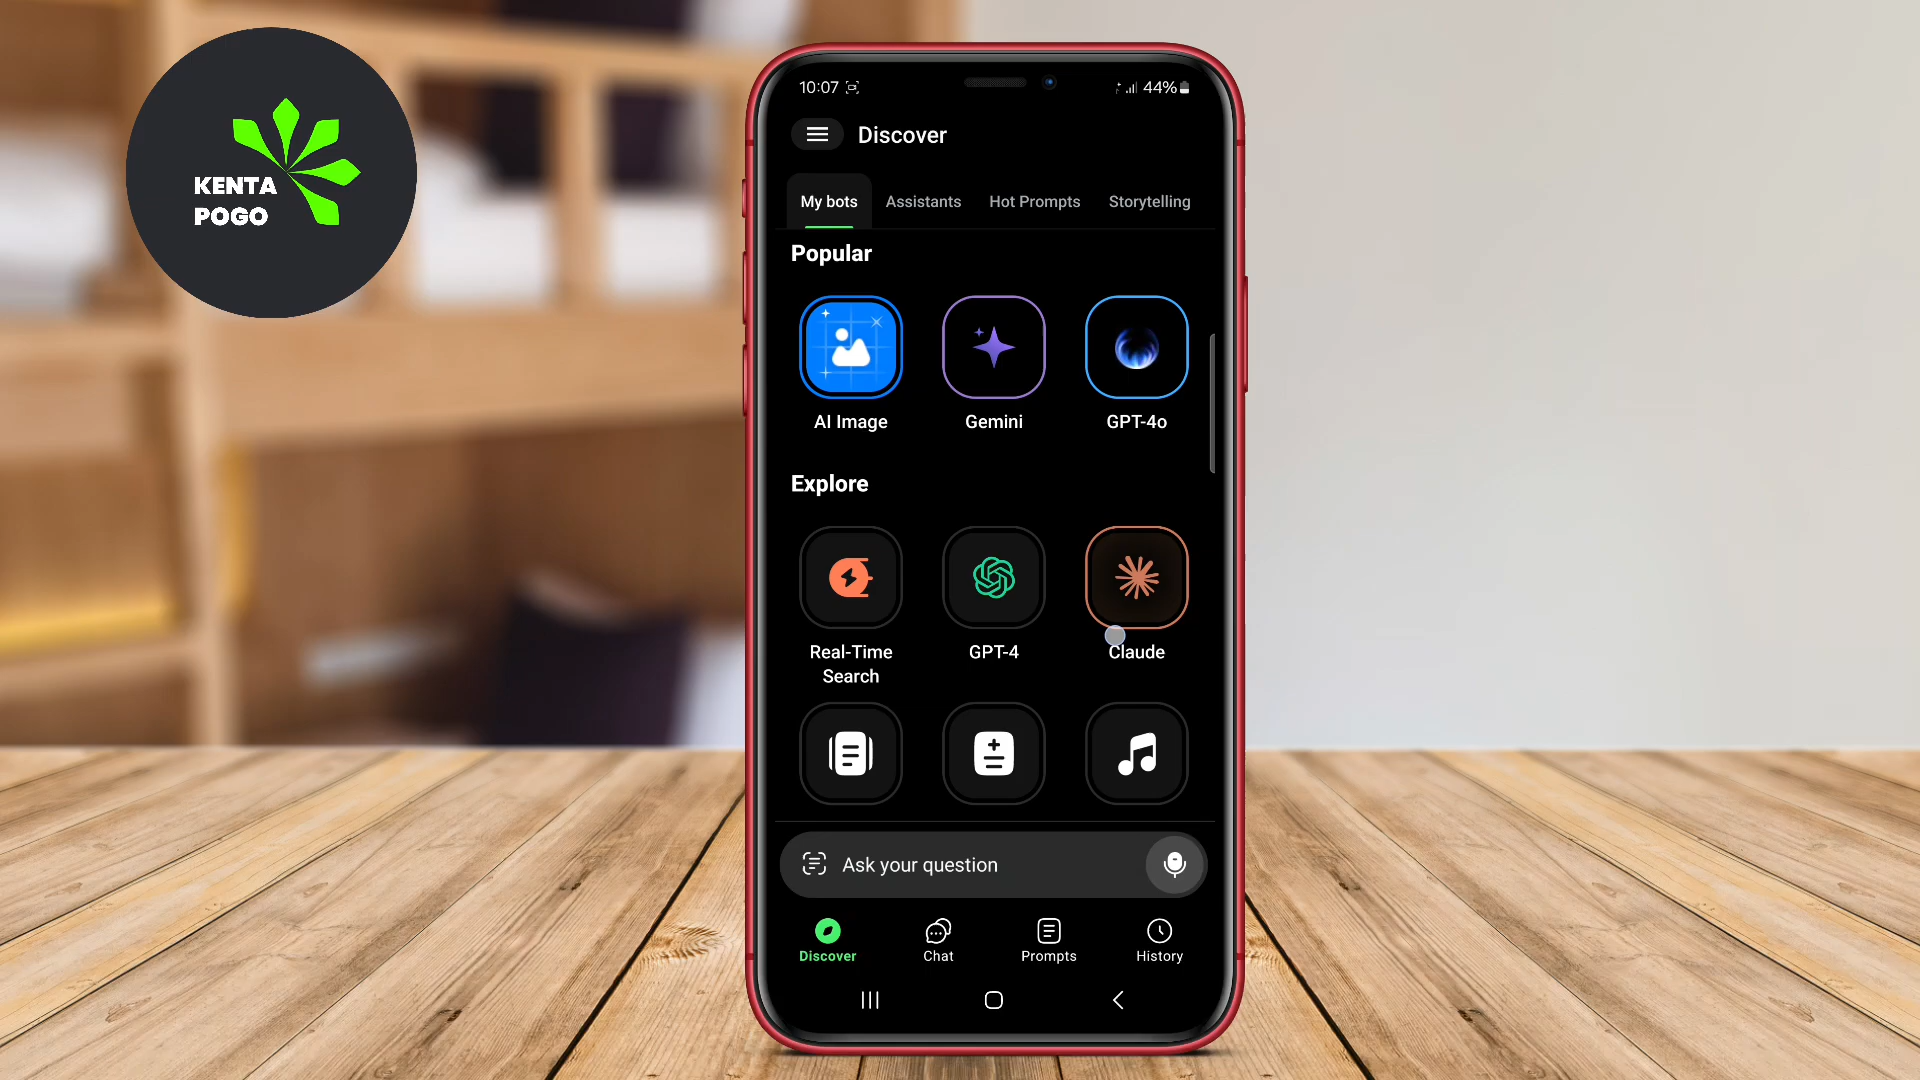 KENTA
POGO
10:07
44%
Discover
My bots
Assistants
Hot Prompts
Storytelling
Popular
AI Image
Gemini
GPT-4o
Explore
Real-Time
Search
GPT-4
Claude
Ask your question
Discover
Chat
Prompts
History